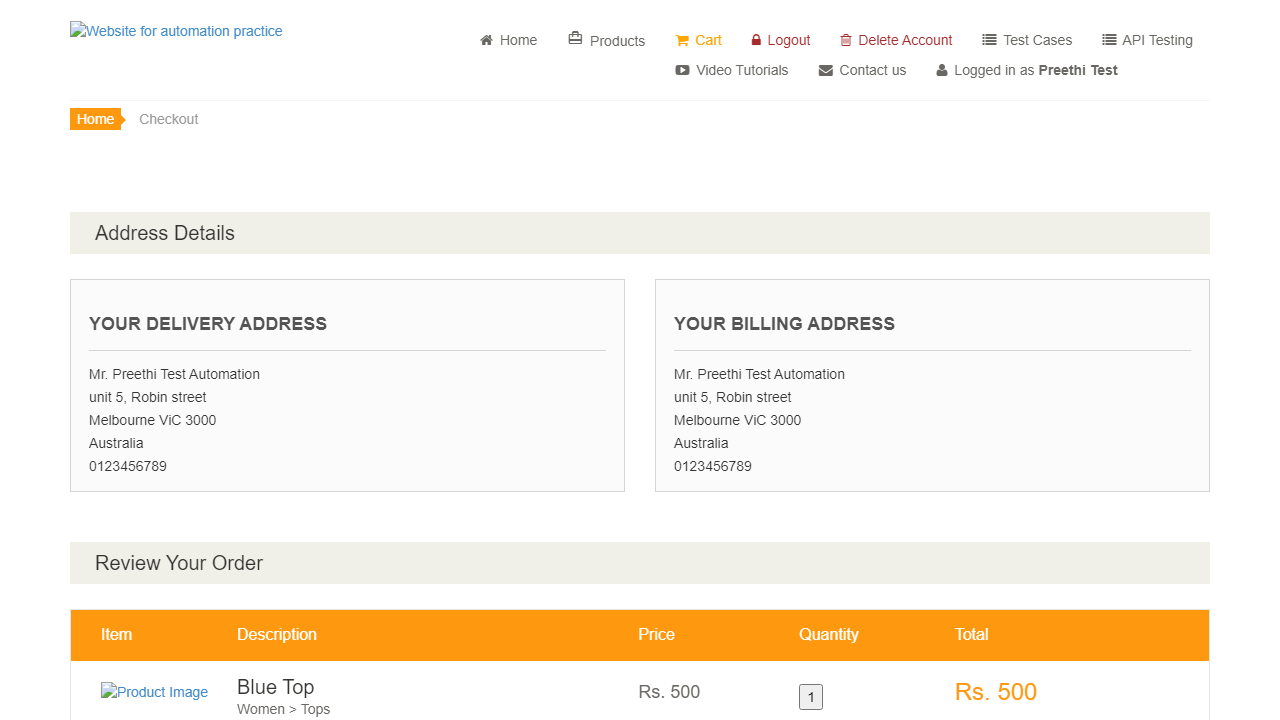 Website for automation practice
Home Products Cart Logout Delete Account Test Cases API Testing
Video Tutorials Contact us Logged in as Preethi Test
Home Checkout
Address Details
YOUR DELIVERY ADDRESS
Mr. Preethi Test Automation
unit 5, Robin street
Melbourne ViC 3000
Australia
0123456789
YOUR BILLING ADDRESS
Mr. Preethi Test Automation
unit 5, Robin street
Melbourne ViC 3000
Australia
0123456789
Review Your Order
Item Description Price Quantity Total
Product Image Blue Top Rs. 500 1 Rs. 500
Women > Tops